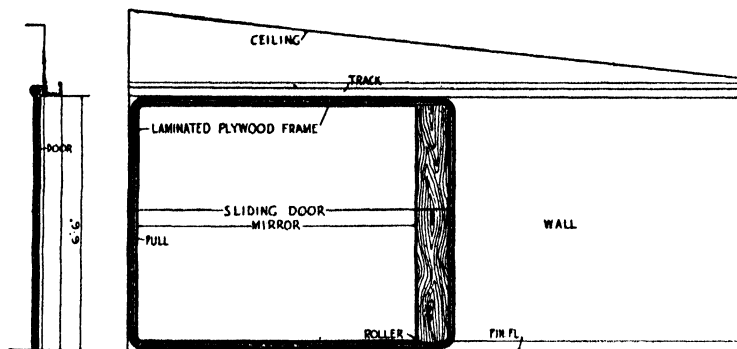 CEILING
TRACK
LAMINATED PLYWOOD FRAME
DOOR
SLIDING DOOR
MIRROR
WALL
PULL
6'6"
ROLLER
FIN FL